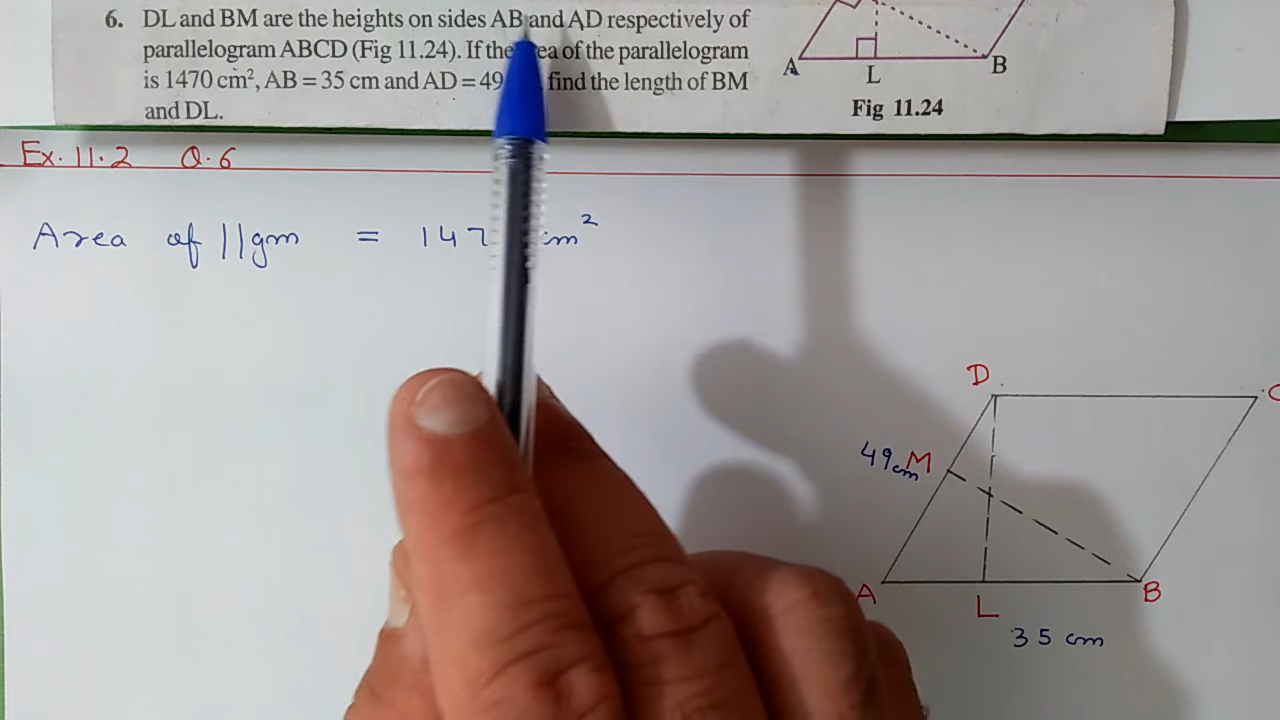 6. DL and BM are the heights on sides AB and AD respectively of
parallelogram ABCD (Fig 11.24). If the area of the parallelogram
is 1470 cm², AB = 35 cm and AD = 49 find the length of BM
and DL.
A
L
B
Fig 11.24
Ex. 11.2 Q.6
Area of ||gm = 147 cm²
D
C
49cm M
A
L
B
35 cm